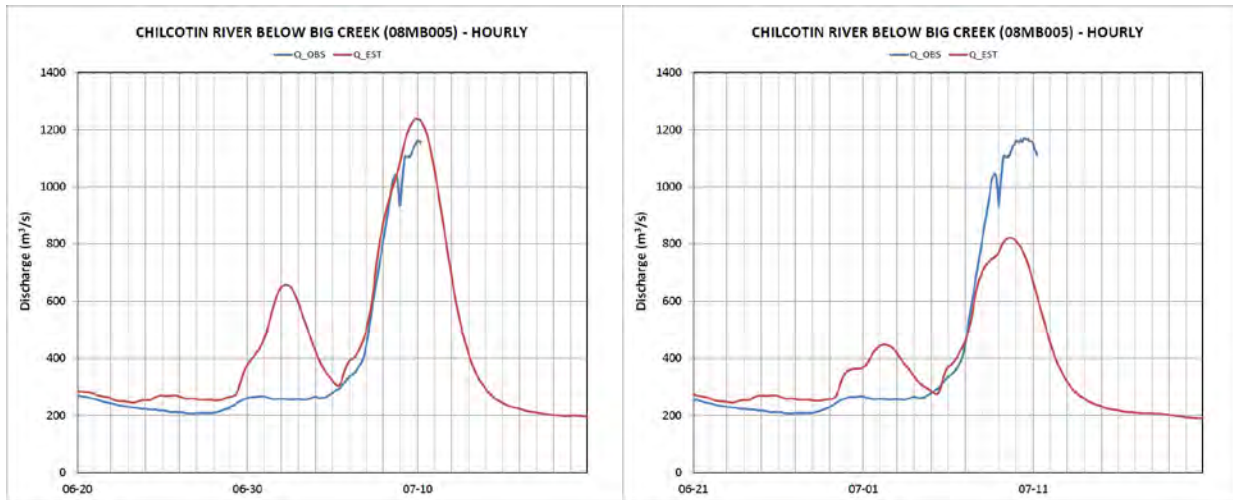 CHILCOTIN RIVER BELOW BIG CREEK (08MB005) - HOURLY
Q_OBS Q_EST
1400
1200
1000
800
600
400
200
0
Discharge (m³/s)
06-20 06-30 07-10
CHILCOTIN RIVER BELOW BIG CREEK (08MB005) - HOURLY
Q_OBS Q_EST
1400
1200
1000
800
600
400
200
0
Discharge (m³/s)
06-21 07-01 07-11